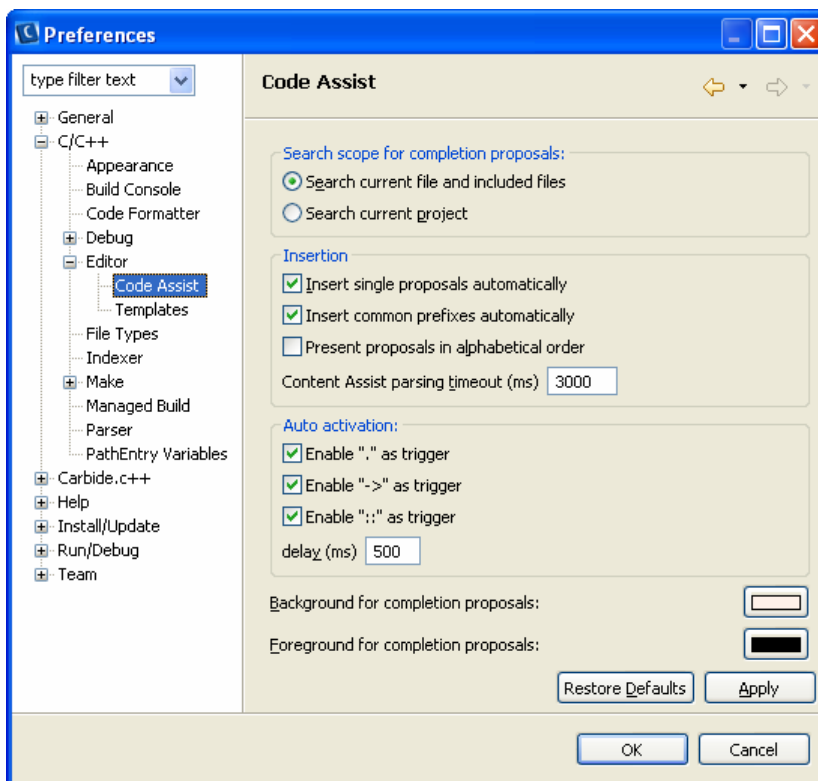 Preferences
type filter text
General
C/C++
Appearance
Build Console
Code Formatter
Debug
Editor
Code Assist
Templates
File Types
Indexer
Make
Managed Build
Parser
PathEntry Variables
Carbide.c++
Help
Install/Update
Run/Debug
Team
Code Assist
Search scope for completion proposals:
Search current file and included files
Search current project
Insertion
Insert single proposals automatically
Insert common prefixes automatically
Present proposals in alphabetical order
Content Assist parsing timeout (ms) 3000
Auto activation:
Enable "." as trigger
Enable "->" as trigger
Enable "::" as trigger
delay (ms) 500
Background for completion proposals:
Foreground for completion proposals:
Restore Defaults Apply
OK Cancel